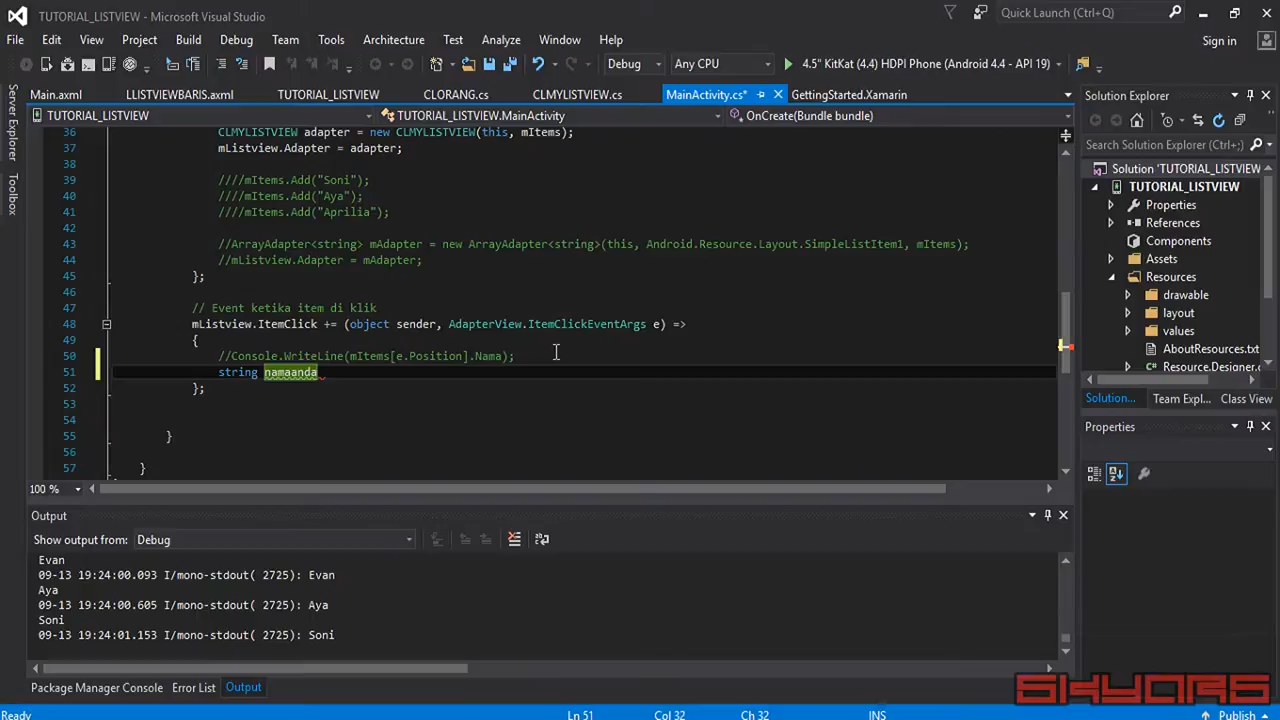 TUTORIAL_LISTVIEW - Microsoft Visual Studio
Quick Launch (Ctrl+Q)
File Edit View Project Build Debug Team Tools Architecture Test Analyze Window Help
Sign in
Debug Any CPU 4.5" KitKat (4.4) HDPI Phone (Android 4.4 - API 19)
Server Explorer
Toolbox
Main.axml LLISTVIEWBARIS.axml TUTORIAL_LISTVIEW CLORANG.cs CLMYLISTVIEW.cs MainActivity.cs* GettingStarted.Xamarin
TUTORIAL_LISTVIEW TUTORIAL_LISTVIEW.MainActivity OnCreate(Bundle bundle)
36 CLMYLISTVIEW adapter = new CLMYLISTVIEW(this, mItems);
37 mListview.Adapter = adapter;
38
39 ////mItems.Add("Soni");
40 ////mItems.Add("Aya");
41 ////mItems.Add("Aprilia");
42
43 //ArrayAdapter<string> mAdapter = new ArrayAdapter<string>(this, Android.Resource.Layout.SimpleListItem1, mItems);
44 //mListview.Adapter = mAdapter;
45 };
46
47 // Event ketika item di klik
48 mListview.ItemClick += (object sender, AdapterView.ItemClickEventArgs e) =>
49 {
50 //Console.WriteLine(mItems[e.Position].Nama);
51 string namaanda
52 };
53
54
55 }
56
57 }
100 %
Output
Show output from: Debug
Evan
09-13 19:24:00.093 I/mono-stdout( 2725): Evan
Aya
09-13 19:24:00.605 I/mono-stdout( 2725): Aya
Soni
09-13 19:24:01.153 I/mono-stdout( 2725): Soni
Package Manager Console Error List Output
Solution Explorer
Search Solution Explorer (Ctrl+;)
Solution 'TUTORIAL_LISTVIEW'
TUTORIAL_LISTVIEW
Properties
References
Components
Assets
Resources
drawable
layout
values
AboutResources.txt
Resource.Designer.c
Solution... Team Expl... Class View
Properties
SKYORG
Ready Ln 51 Col 32 Ch 32 INS Publish